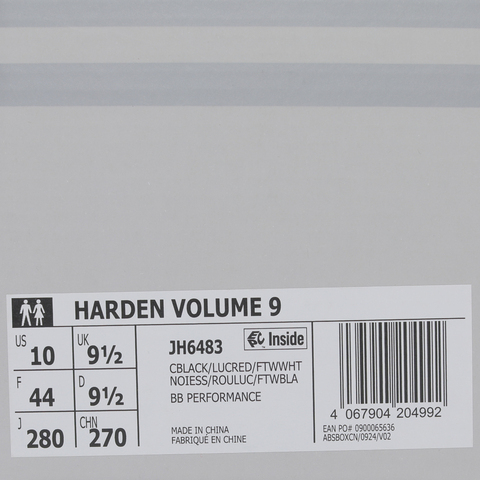 HARDEN VOLUME 9
US 10 UK 9½
F 44 D 9½
J 280 CHN 270
JH6483
Inside
CBLACK/LUCRED/FTWWHT
NOIESS/ROULUC/FTWBLA
BB PERFORMANCE
MADE IN CHINA
FABRIQUÉ EN CHINE
4 067904 204992
EAN PO# 0900065636
ABSBOXCN/0924/V02